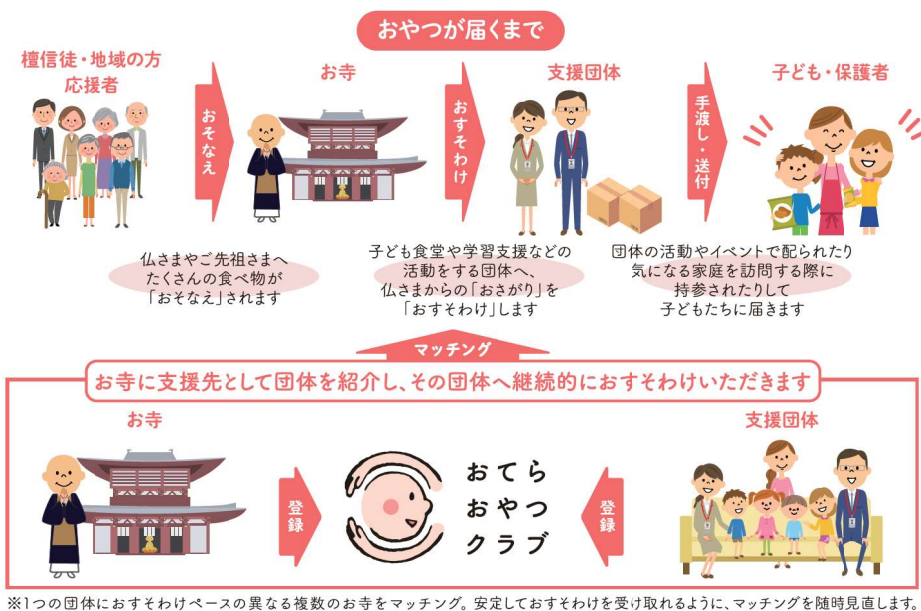 おやつが届くまで
檀信徒・地域の方
応援者
おそなえ
お寺
おすそわけ
支援団体
手渡し・送付
子ども・保護者
仏さまやご先祖さまへ
たくさんの食べ物が
「おそなえ」されます
子ども食堂や学習支援などの
活動をする団体へ、
仏さまからの「おさがり」を
「おすそわけ」します
団体の活動やイベントで配られたり
気になる家庭を訪問する際に
持参されたりして
子どもたちに届きます
マッチング
お寺に支援先として団体を紹介し、その団体へ継続的におすそわけいただきます
お寺
登録
おてら
おやつ
クラブ
登録
支援団体
※1つの団体におすそわけペースの異なる複数のお寺をマッチング。安定しておすそわけを受け取れるように、マッチングを随時見直します。